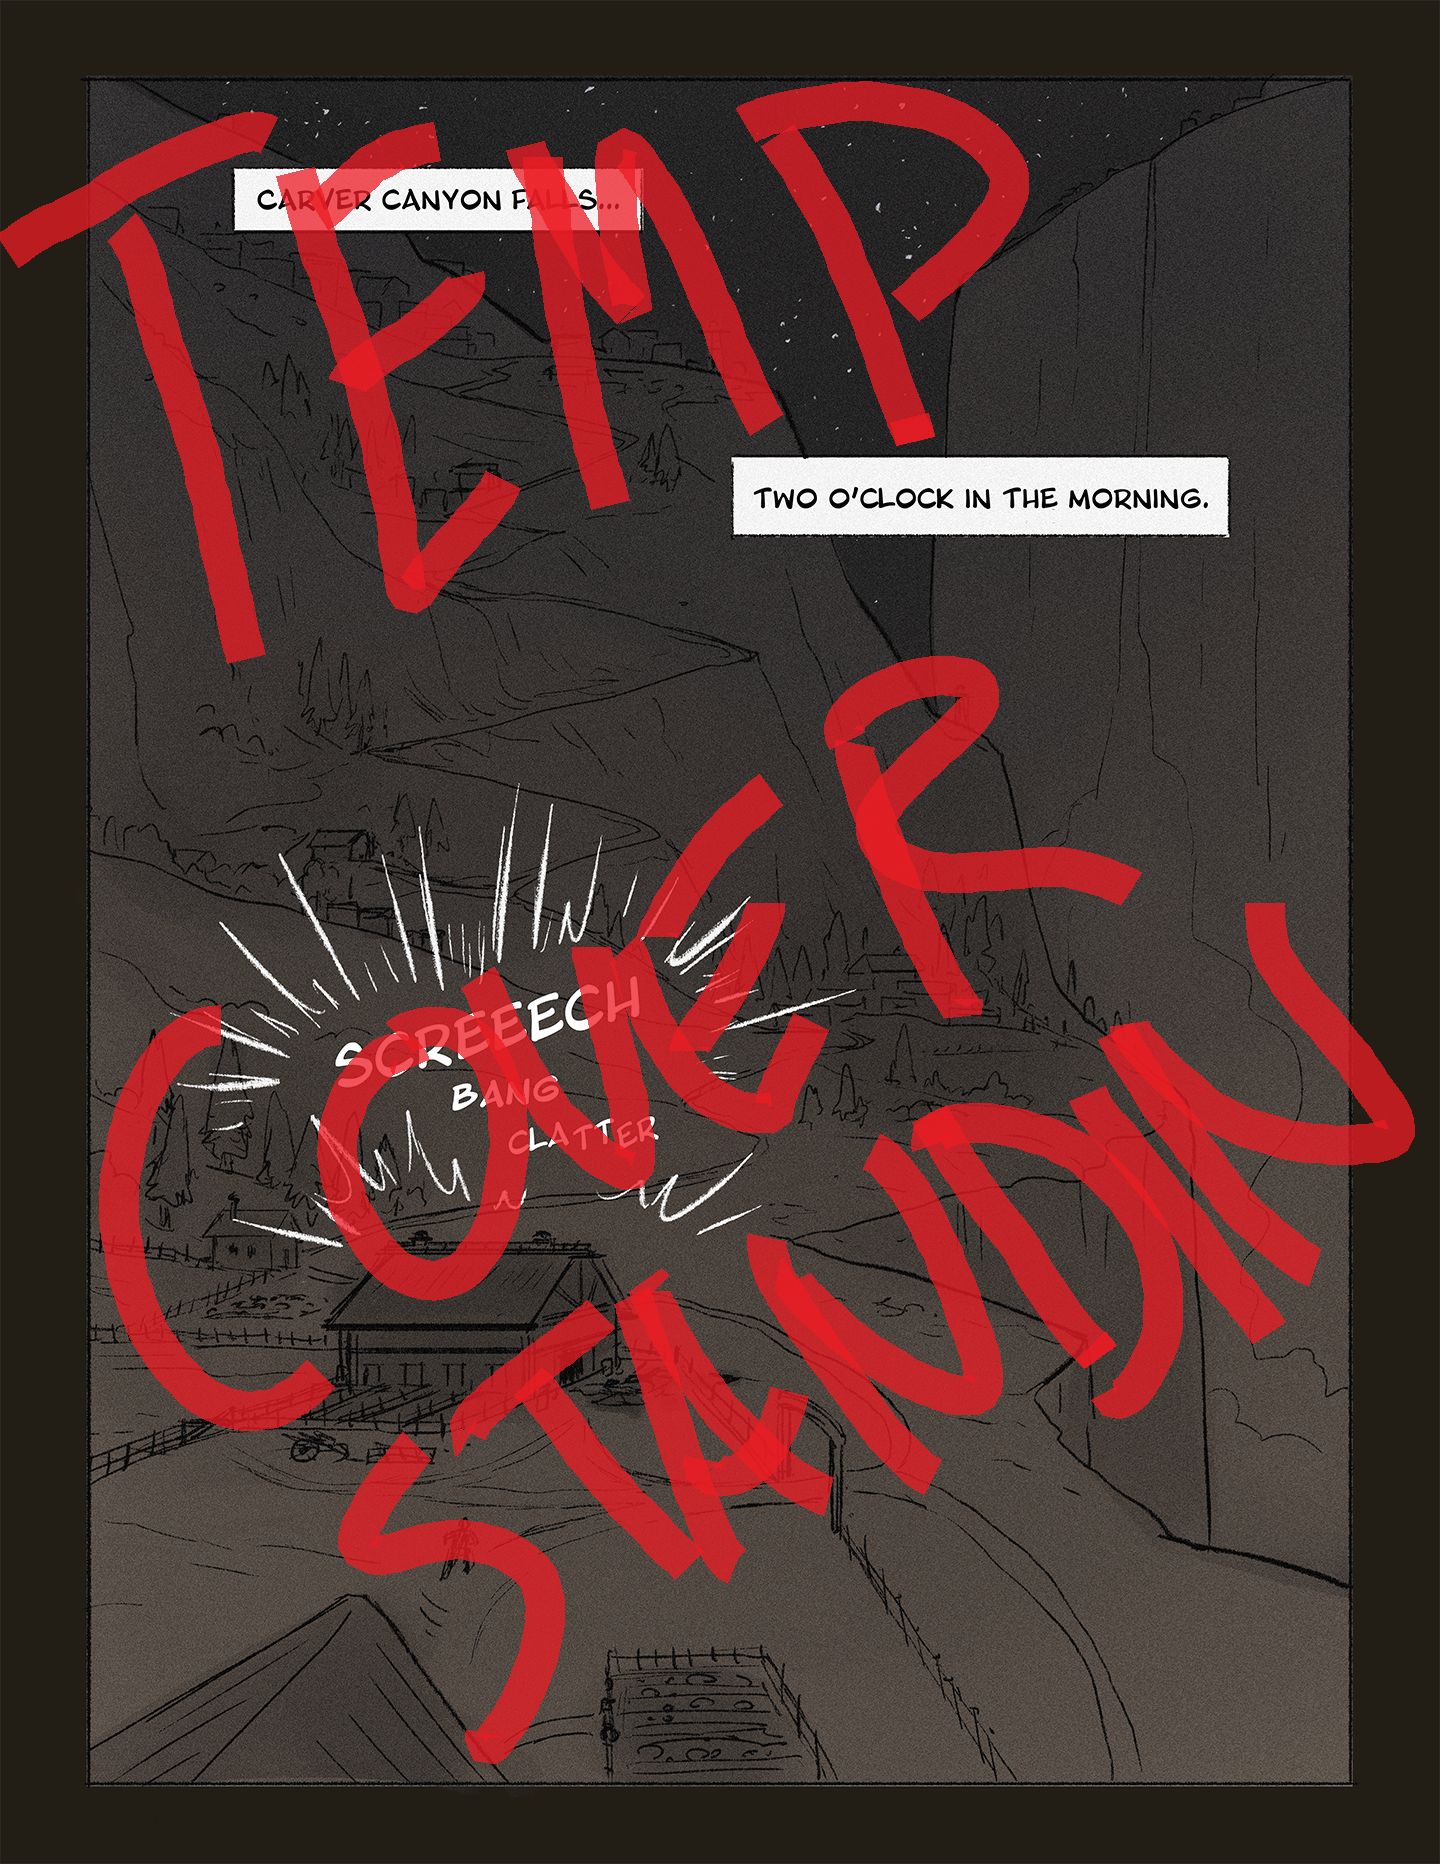 TEMP
CARVER CANYON FALLS...
TWO O'CLOCK IN THE MORNING.
COVER
SCREEECH
BANG
CLATTER
STANDIN